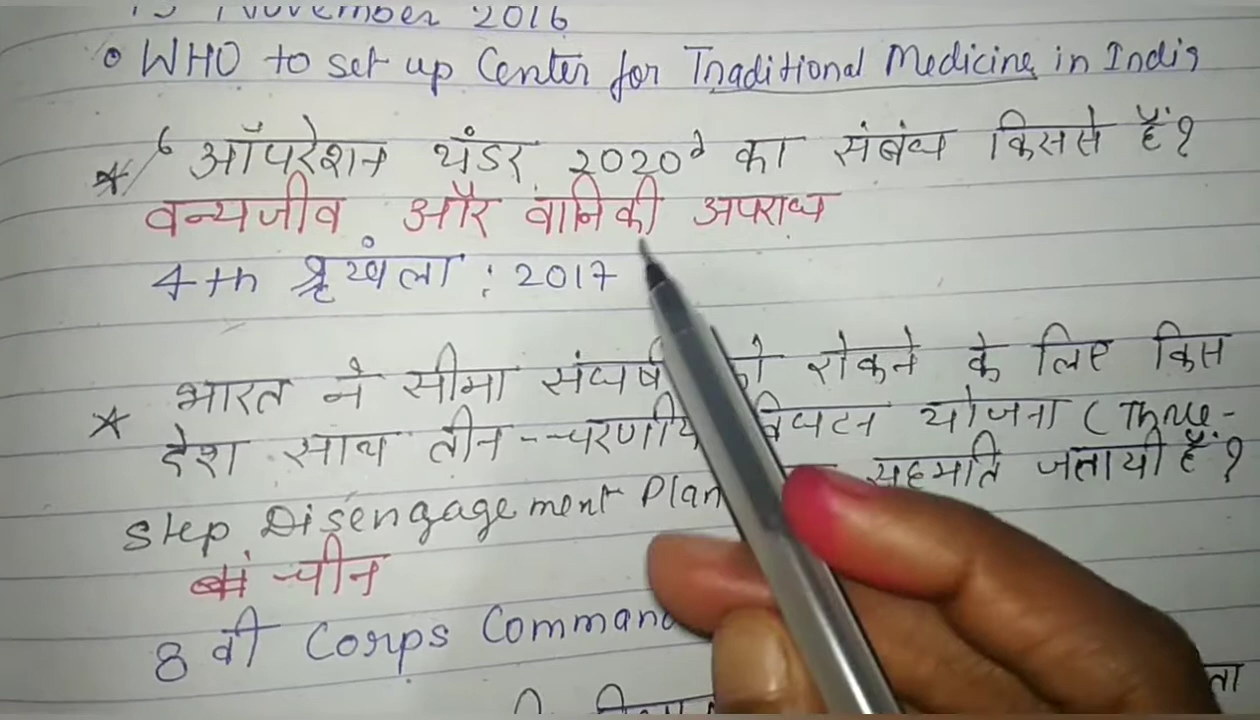 November 2016
• WHO to set up Center for Traditional Medicine in India
* 'ऑपरेशन थंडर 2020' का संबंध किससे हैं?
वन्यजीव और वानिकी अपराध
4th श्रृंखला : 2017
* भारत ने सीमा संघर्ष को रोकने के लिए किस
देश साथ तीन-चरणीय विघटन योजना (Three-
Step Disengagement Plan सहमति जतायी हैं?
चीन
8 वी Corps Command